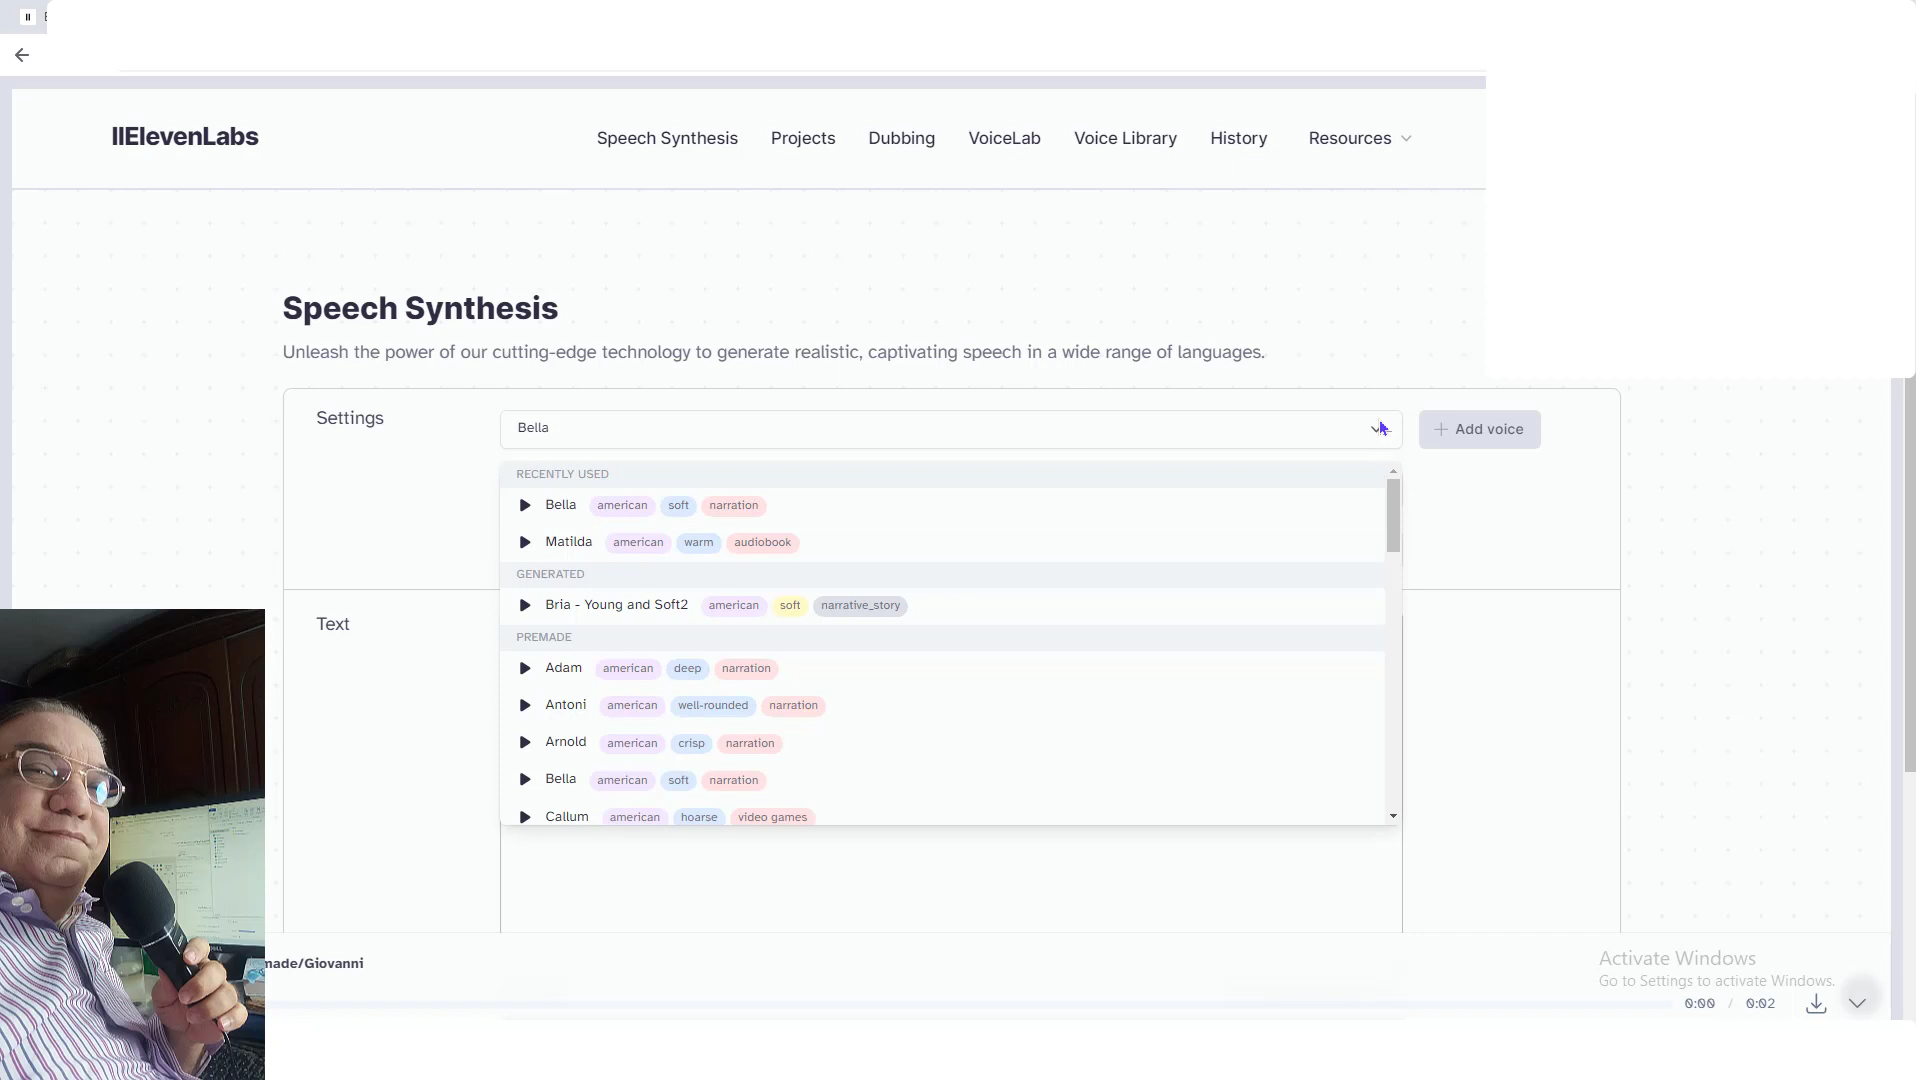 IIElevenLabs
Speech Synthesis Projects Dubbing VoiceLab Voice Library History Resources
Speech Synthesis
Unleash the power of our cutting-edge technology to generate realistic, captivating speech in a wide range of languages.
Settings
Bella
+ Add voice
RECENTLY USED
Bella american soft narration
Matilda american warm audiobook
GENERATED
Bria - Young and Soft2 american soft narrative_story
Text
PREMADE
Adam american deep narration
Antoni american well-rounded narration
Arnold american crisp narration
Bella american soft narration
Callum american hoarse video games
made/Giovanni
Activate Windows
Go to Settings to activate Windows.
0:00 / 0:02